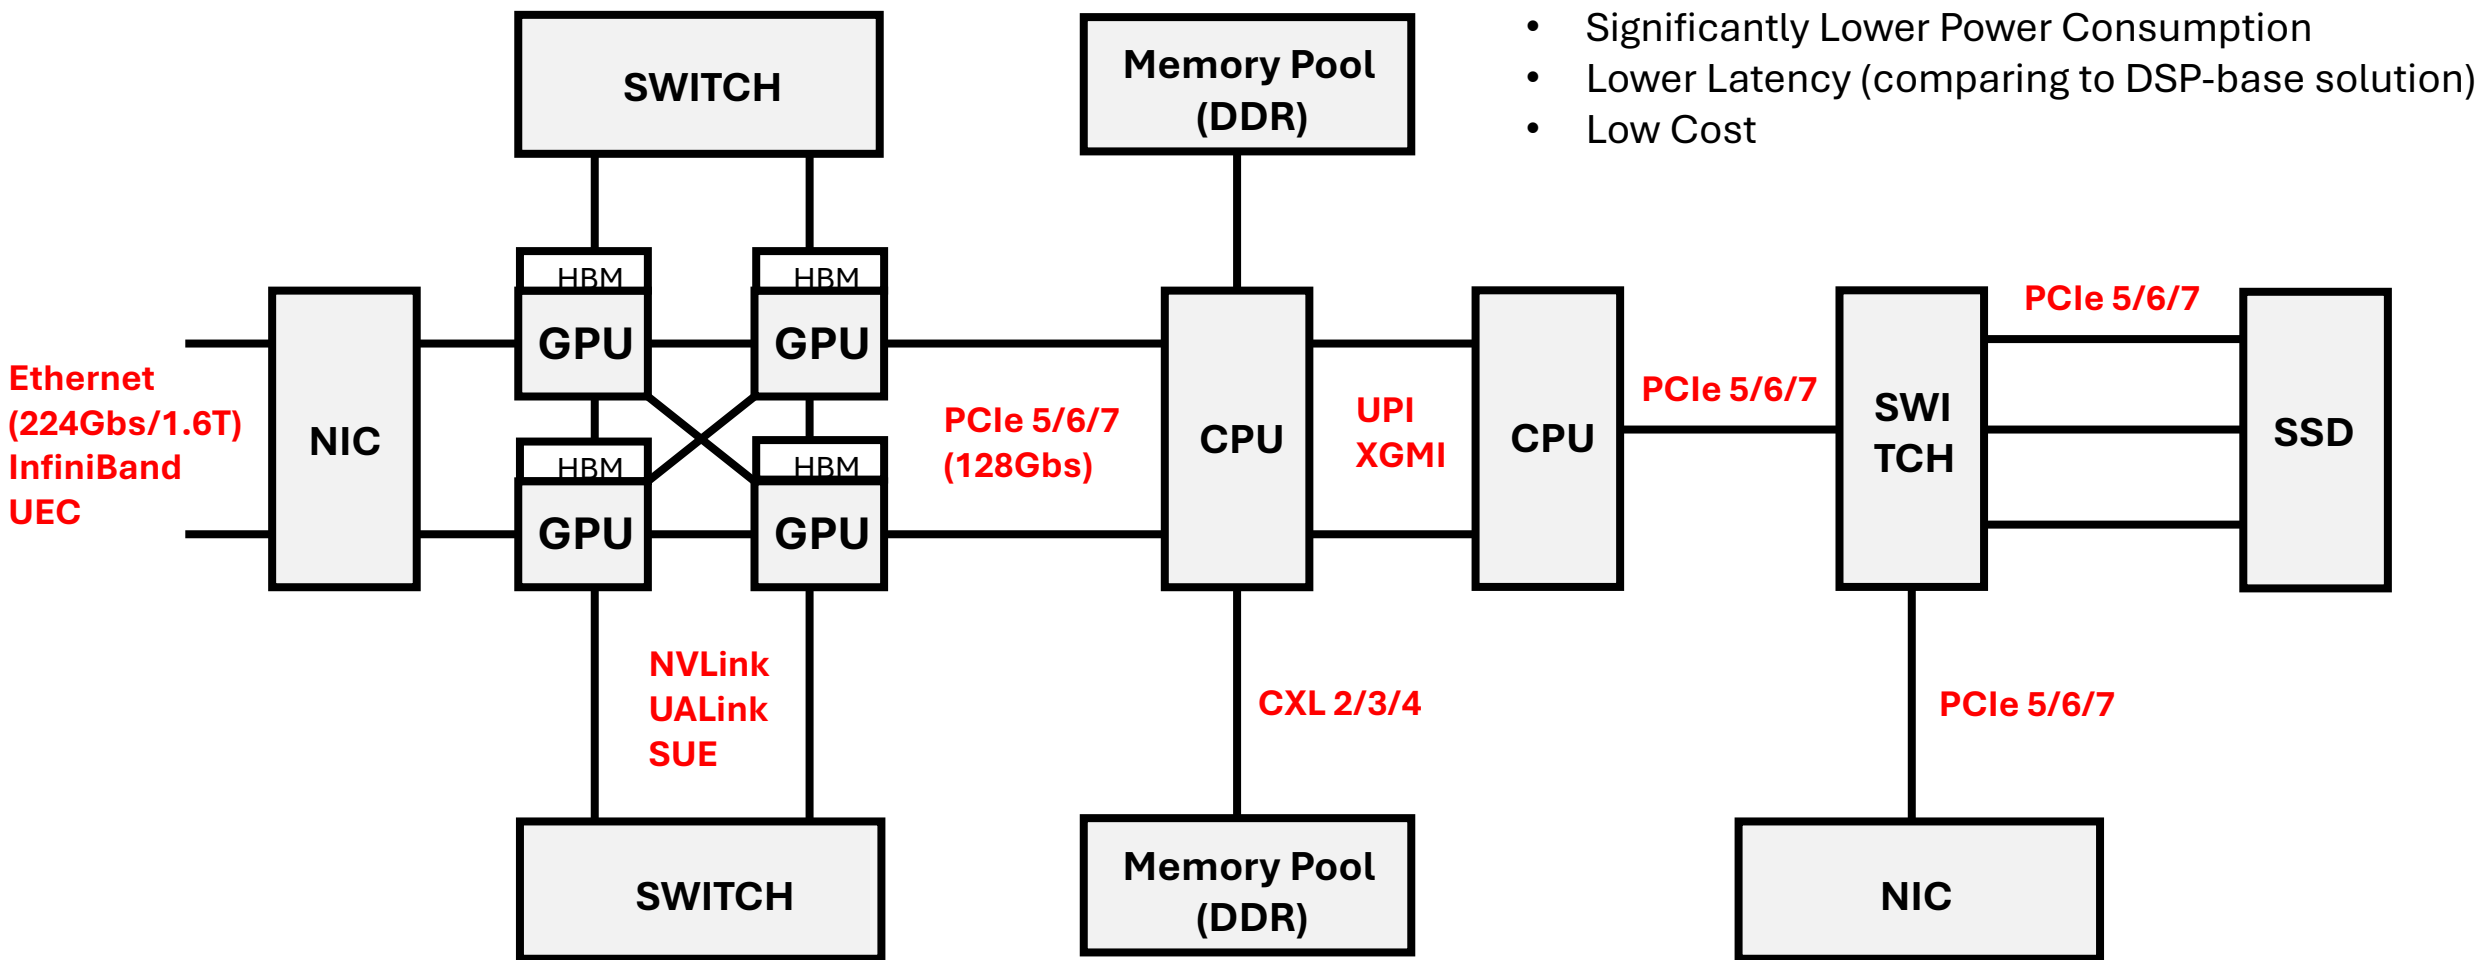 SWITCH
Memory Pool
(DDR)
• Significantly Lower Power Consumption
• Lower Latency (comparing to DSP-base solution)
• Low Cost
HBM
HBM
GPU
GPU
HBM
HBM
GPU
GPU
Ethernet
(224Gbs/1.6T)
InfiniBand
UEC
NIC
PCIe 5/6/7
(128Gbs)
CPU
UPI
XGMI
CPU
PCIe 5/6/7
SWI
TCH
PCIe 5/6/7
SSD
NVLink
UALink
SUE
CXL 2/3/4
PCIe 5/6/7
SWITCH
Memory Pool
(DDR)
NIC